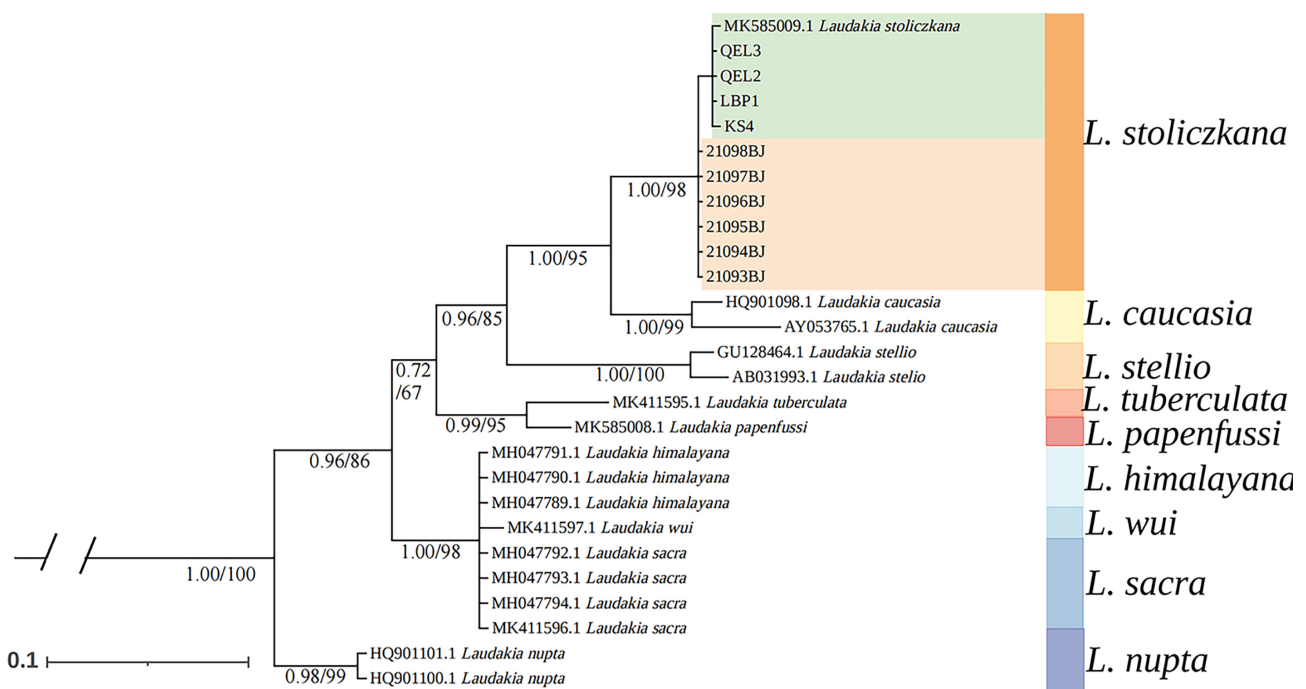 MK585009.1 Laudakia stoliczkana
QEL3
QEL2
LBP1
KS4
L. stoliczkana
21098BJ
21097BJ
1.00/98
21096BJ
21095BJ
21094BJ
1.00/95
21093BJ
HQ901098.1 Laudakia caucasia
L. caucasia
0.96/85
1.00/99
AY053765.1 Laudakia caucasia
GU128464.1 Laudakia stellio
L. stellio
0.72
/67
1.00/100
AB031993.1 Laudakia stelio
MK411595.1 Laudakia tuberculata
L. tuberculata
0.99/95
MK585008.1 Laudakia papenfussi
L. papenfussi
MH047791.1 Laudakia himalayana
0.96/86
MH047790.1 Laudakia himalayana
L. himalayana
MH047789.1 Laudakia himalayana
MK411597.1 Laudakia wui
L. wui
1.00/98
MH047792.1 Laudakia sacra
1.00/100
MH047793.1 Laudakia sacra
L. sacra
MH047794.1 Laudakia sacra
MK411596.1 Laudakia sacra
HQ901101.1 Laudakia nupta
0.1
L. nupta
0.98/99
HQ901100.1 Laudakia nupta